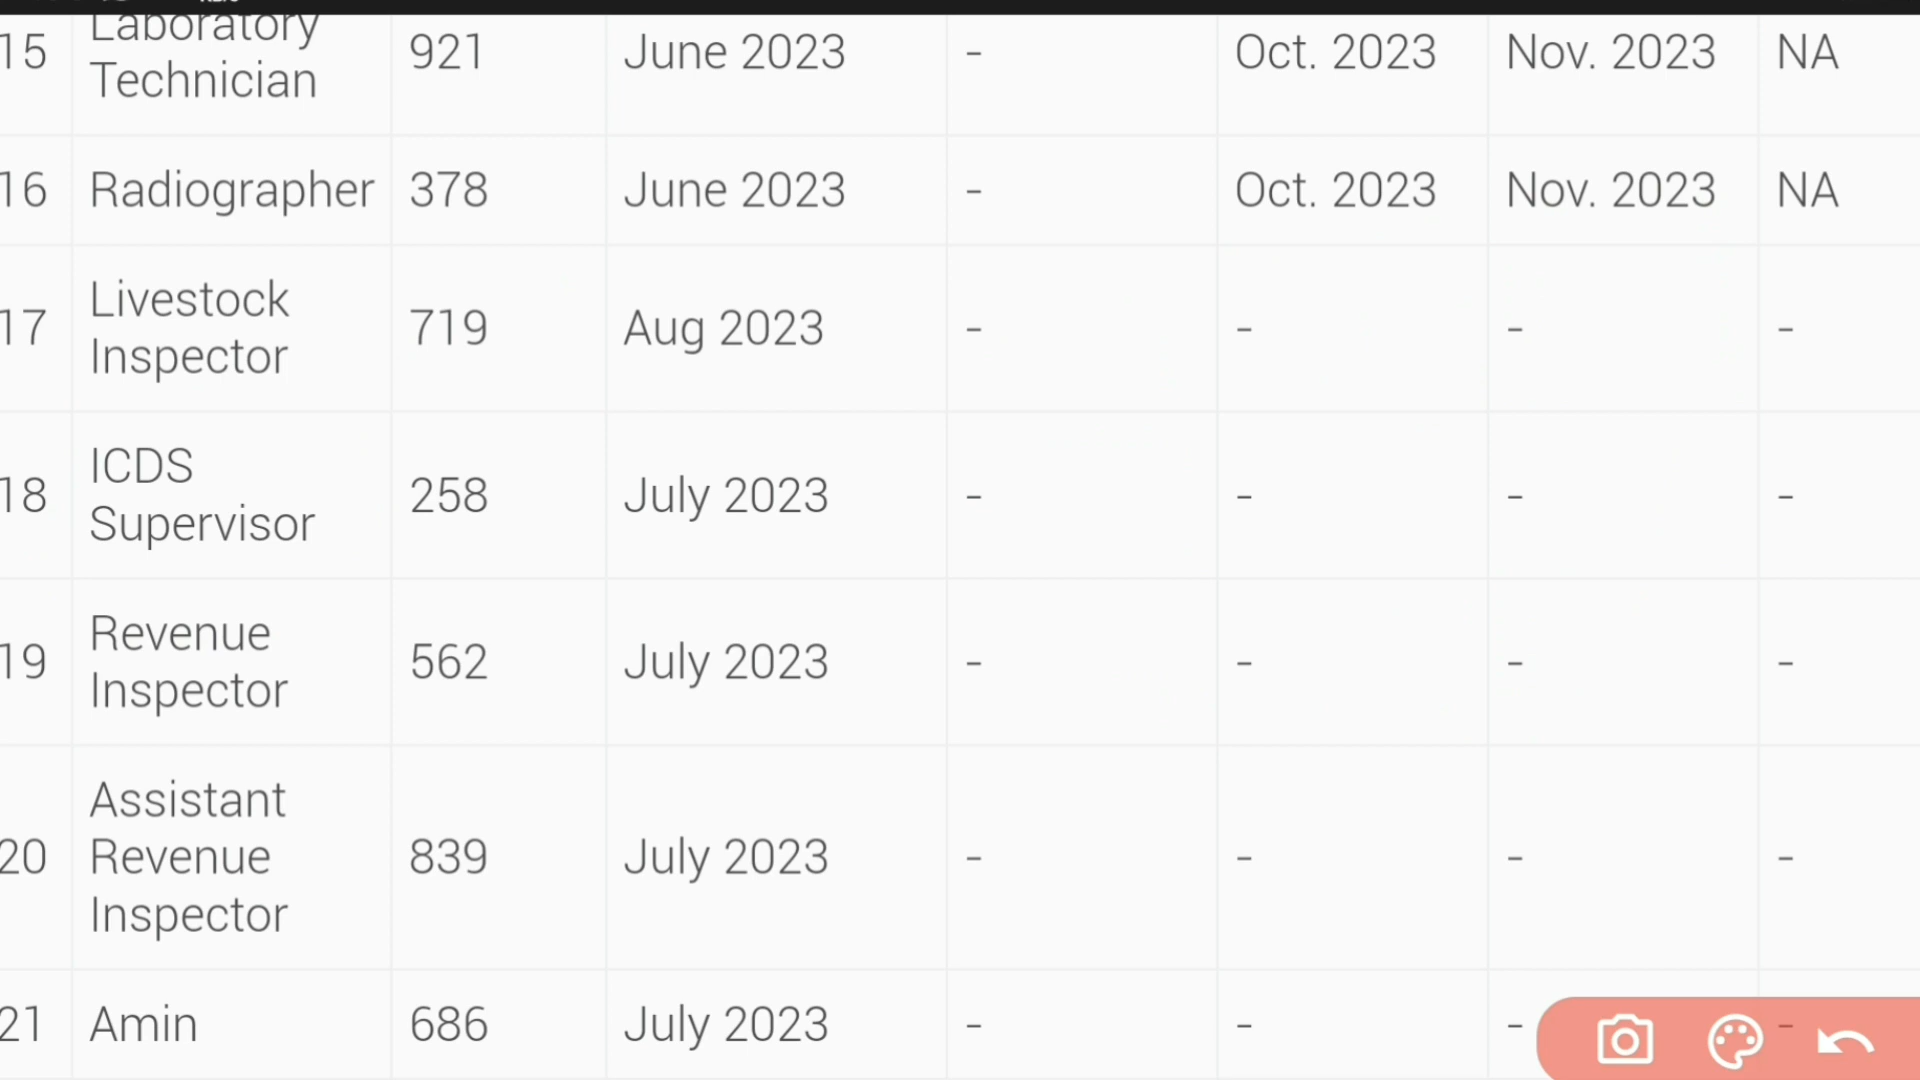 15 Laboratory Technician 921 June 2023 - Oct. 2023 Nov. 2023 NA
16 Radiographer 378 June 2023 - Oct. 2023 Nov. 2023 NA
17 Livestock Inspector 719 Aug 2023 - - - -
18 ICDS Supervisor 258 July 2023 - - - -
19 Revenue Inspector 562 July 2023 - - - -
20 Assistant Revenue Inspector 839 July 2023 - - - -
21 Amin 686 July 2023 - - - -